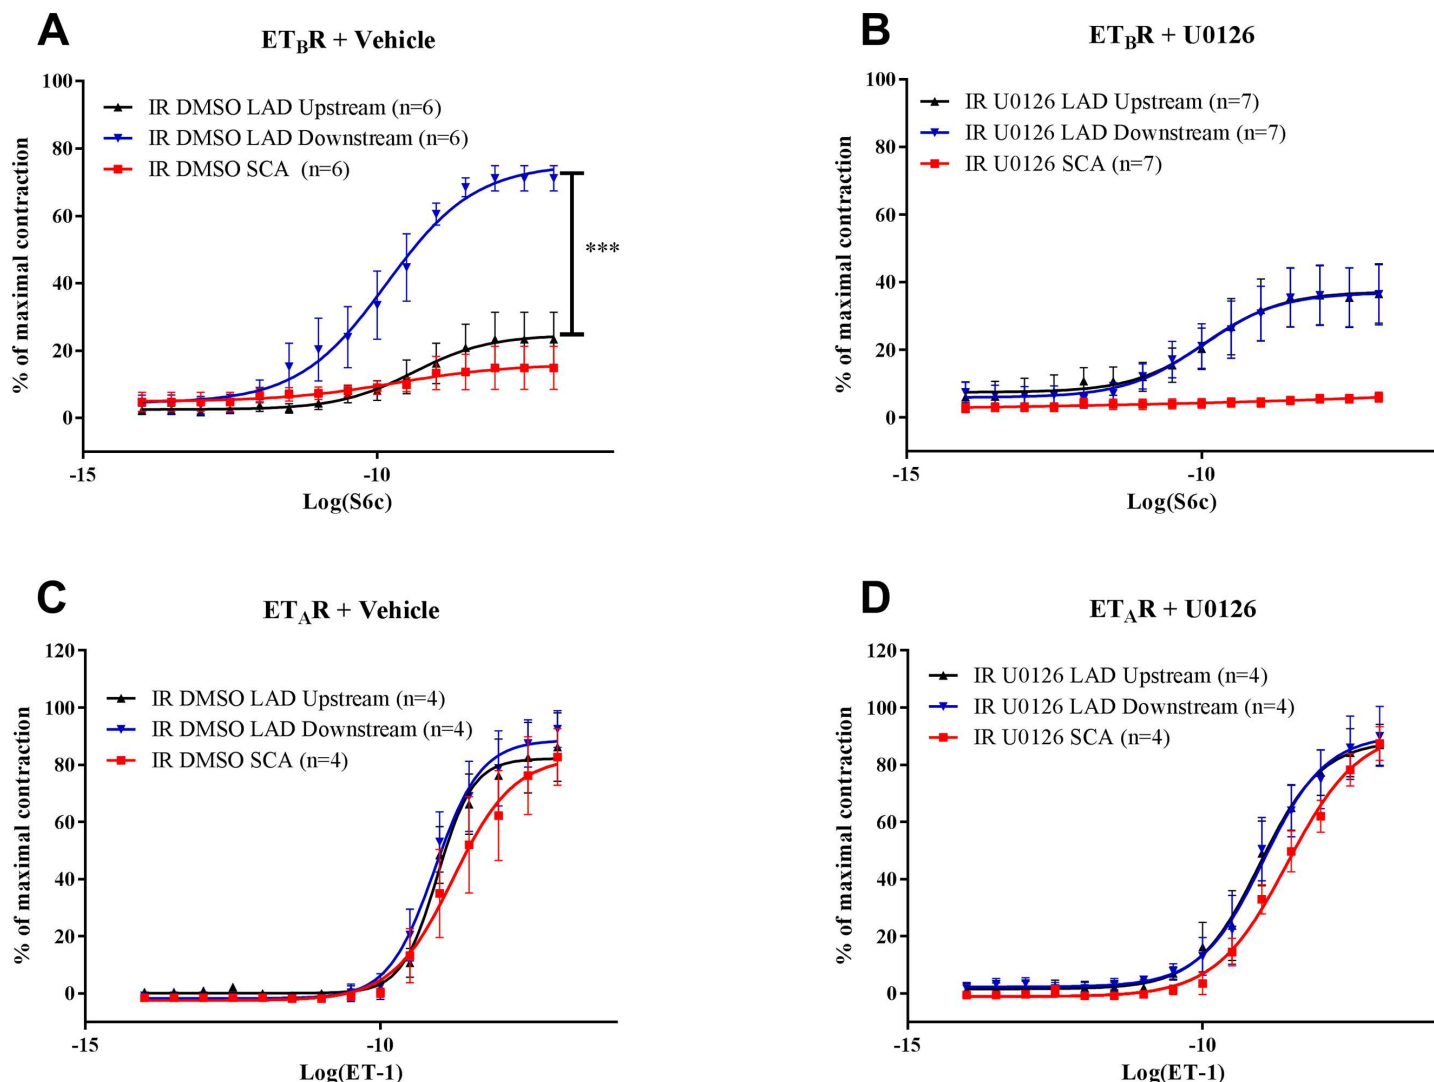 A
ET_BR + Vehicle
% of maximal contraction
100
80
60
40
20
0
IR DMSO LAD Upstream (n=6)
IR DMSO LAD Downstream (n=6)
IR DMSO SCA (n=6)
***
-15
-10
Log(S6c)
B
ET_BR + U0126
% of maximal contraction
100
80
60
40
20
0
IR U0126 LAD Upstream (n=7)
IR U0126 LAD Downstream (n=7)
IR U0126 SCA (n=7)
-15
-10
Log(S6c)
C
ET_AR + Vehicle
% of maximal contraction
120
100
80
60
40
20
0
IR DMSO LAD Upstream (n=4)
IR DMSO LAD Downstream (n=4)
IR DMSO SCA (n=4)
-15
-10
Log(ET-1)
D
ET_AR + U0126
% of maximal contraction
120
100
80
60
40
20
0
IR U0126 LAD Upstream (n=4)
IR U0126 LAD Downstream (n=4)
IR U0126 SCA (n=4)
-15
-10
Log(ET-1)